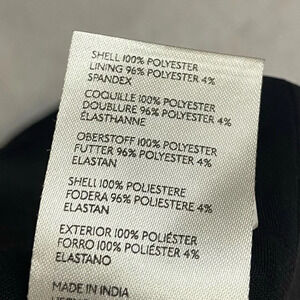 SHELL 100% POLYESTER
LINING 96% POLYESTER 4%
SPANDEX
COQUILLE 100% POLYESTER
DOUBLURE 96% POLYESTER 4%
ÉLASTHANNE
OBERSTOFF 100% POLYESTER
FUTTER 96% POLYESTER 4%
ELASTAN
SHELL 100% POLIESTERE
FODERA 96% POLIESTERE 4%
ELASTAN
EXTERIOR 100% POLIÉSTER
FORRO 100% POLIÉSTER 4%
ELASTANO
MADE IN INDIA